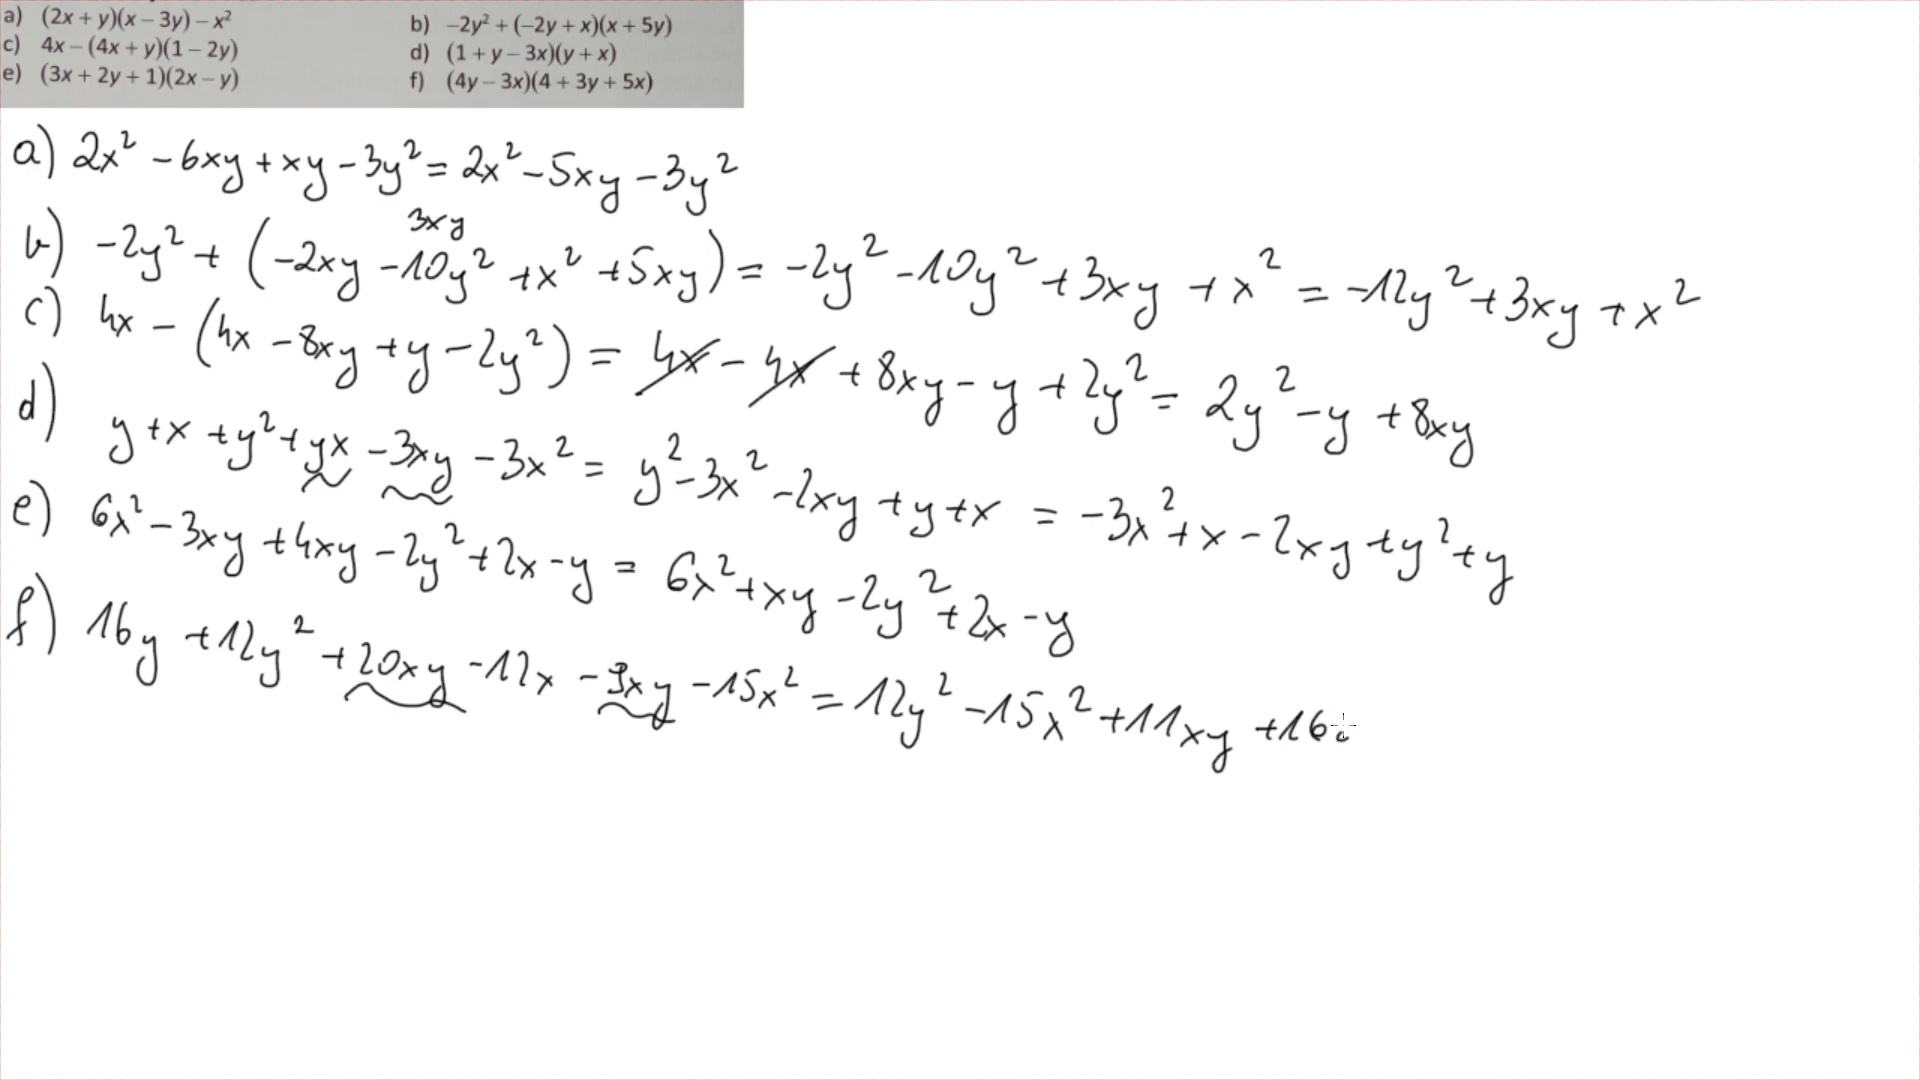 a) (2x + y)(x – 3y) – x² b) –2y² + (–2y + x)(x + 5y)
c) 4x – (4x + y)(1 – 2y) d) (1 + y – 3x)(y + x)
e) (3x + 2y + 1)(2x – y) f) (4y – 3x)(4 + 3y + 5x)
a) 2x² - 6xy + xy - 3y² = 2x² - 5xy - 3y²
3xy
b) -2y² + (-2xy - 10y² + x² + 5xy) = -2y² - 10y² + 3xy + x² = -12y² + 3xy + x²
c) 4x - (4x - 8xy + y - 2y²) = 4x - 4x + 8xy - y + 2y² = 2y² - y + 8xy
d) y + x + y² + yx - 3xy - 3x² = y² - 3x² - 2xy + y + x = -3x² + x - 2xy + y² + y
e) 6x² - 3xy + 4xy - 2y² + 2x - y = 6x² + xy - 2y² + 2x - y
f) 16y + 12y² + 20xy - 12x - 9xy - 15x² = 12y² - 15x² + 11xy + 16